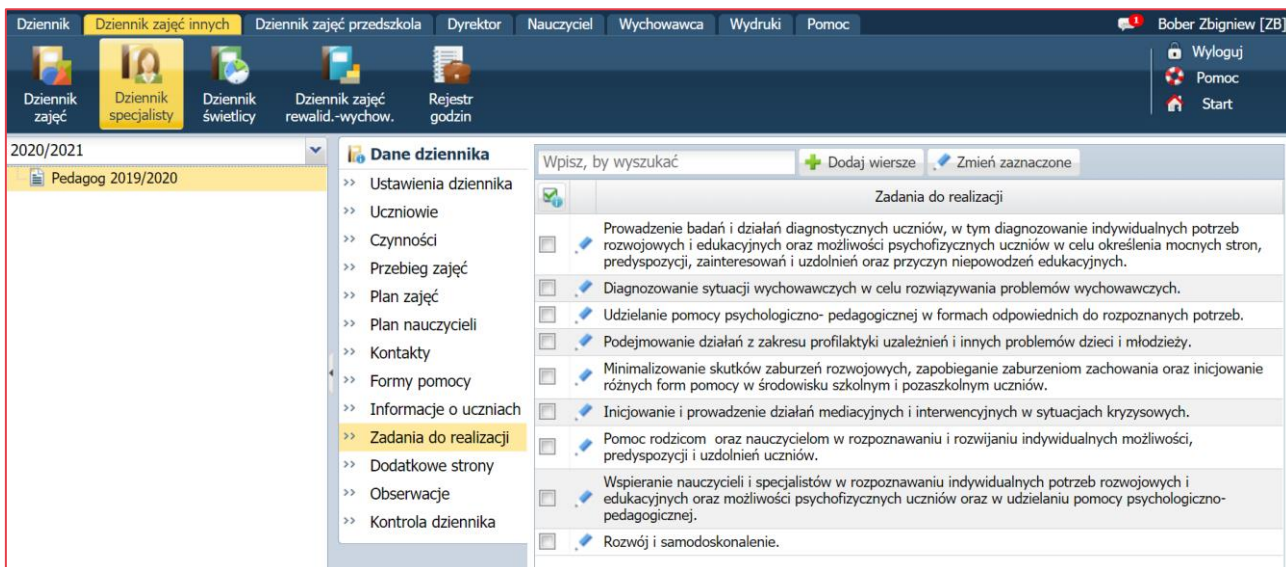 Dziennik Dziennik zajęć innych Dziennik zajęć przedszkola Dyrektor Nauczyciel Wychowawca Wydruki Pomoc 1 Bober Zbigniew [ZB]
Dziennik zajęć
Dziennik specjalisty
Dziennik świetlicy
Dziennik zajęć rewalid.-wychow.
Rejestr godzin
Wyloguj
Pomoc
Start
2020/2021
Pedagog 2019/2020
Dane dziennika
Ustawienia dziennika
Uczniowie
Czynności
Przebieg zajęć
Plan zajęć
Plan nauczycieli
Kontakty
Formy pomocy
Informacje o uczniach
Zadania do realizacji
Dodatkowe strony
Obserwacje
Kontrola dziennika
Wpisz, by wyszukać Dodaj wiersze Zmień zaznaczone
Zadania do realizacji
Prowadzenie badań i działań diagnostycznych uczniów, w tym diagnozowanie indywidualnych potrzeb
rozwojowych i edukacyjnych oraz możliwości psychofizycznych uczniów w celu określenia mocnych stron,
predyspozycji, zainteresowań i uzdolnień oraz przyczyn niepowodzeń edukacyjnych.
Diagnozowanie sytuacji wychowawczych w celu rozwiązywania problemów wychowawczych.
Udzielanie pomocy psychologiczno- pedagogicznej w formach odpowiednich do rozpoznanych potrzeb.
Podejmowanie działań z zakresu profilaktyki uzależnień i innych problemów dzieci i młodzieży.
Minimalizowanie skutków zaburzeń rozwojowych, zapobieganie zaburzeniom zachowania oraz inicjowanie
różnych form pomocy w środowisku szkolnym i pozaszkolnym uczniów.
Inicjowanie i prowadzenie działań mediacyjnych i interwencyjnych w sytuacjach kryzysowych.
Pomoc rodzicom oraz nauczycielom w rozpoznawaniu i rozwijaniu indywidualnych możliwości,
predyspozycji i uzdolnień uczniów.
Wspieranie nauczycieli i specjalistów w rozpoznawaniu indywidualnych potrzeb rozwojowych i
edukacyjnych oraz możliwości psychofizycznych uczniów oraz w udzielaniu pomocy psychologiczno-
pedagogicznej.
Rozwój i samodoskonalenie.